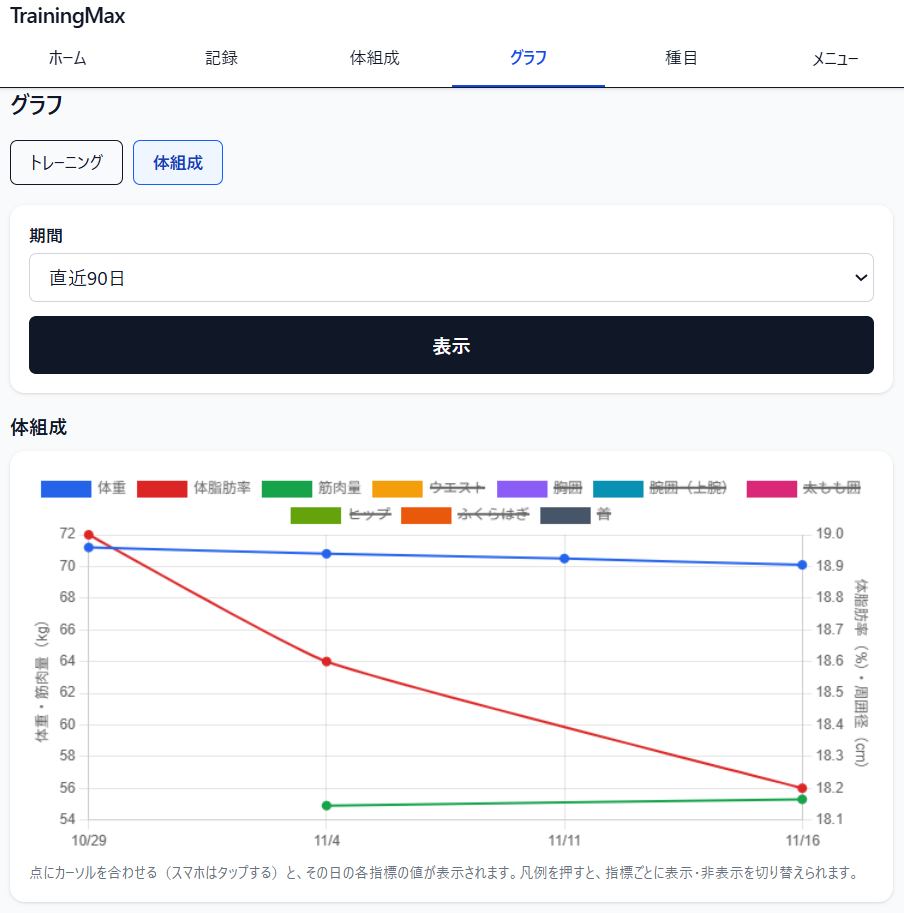 TrainingMax
ホーム 記録 体組成 グラフ 種目 メニュー
グラフ
トレーニング 体組成
期間
直近90日
表示
体組成
体重 体脂肪率 筋肉量 ウエスト 胸囲 腕囲（上腕） 太もも囲
ヒップ ふくらはぎ 首
体重・筋肉量（kg）
72
70
68
66
64
62
60
58
56
54
19.0
18.9
18.8
18.7
18.6
18.5
18.4
18.3
18.2
18.1
体脂肪率（%）・周囲径（cm）
10/29 11/4 11/11 11/16
点にカーソルを合わせる（スマホはタップする）と、その日の各指標の値が表示されます。凡例を押すと、指標ごとに表示・非表示を切り替えられます。